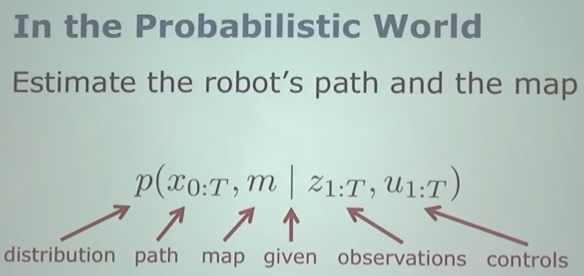 In the Probabilistic World
Estimate the robot's path and the map
p(x₀:T, m | z₁:T, u₁:T)
distribution path map given observations controls